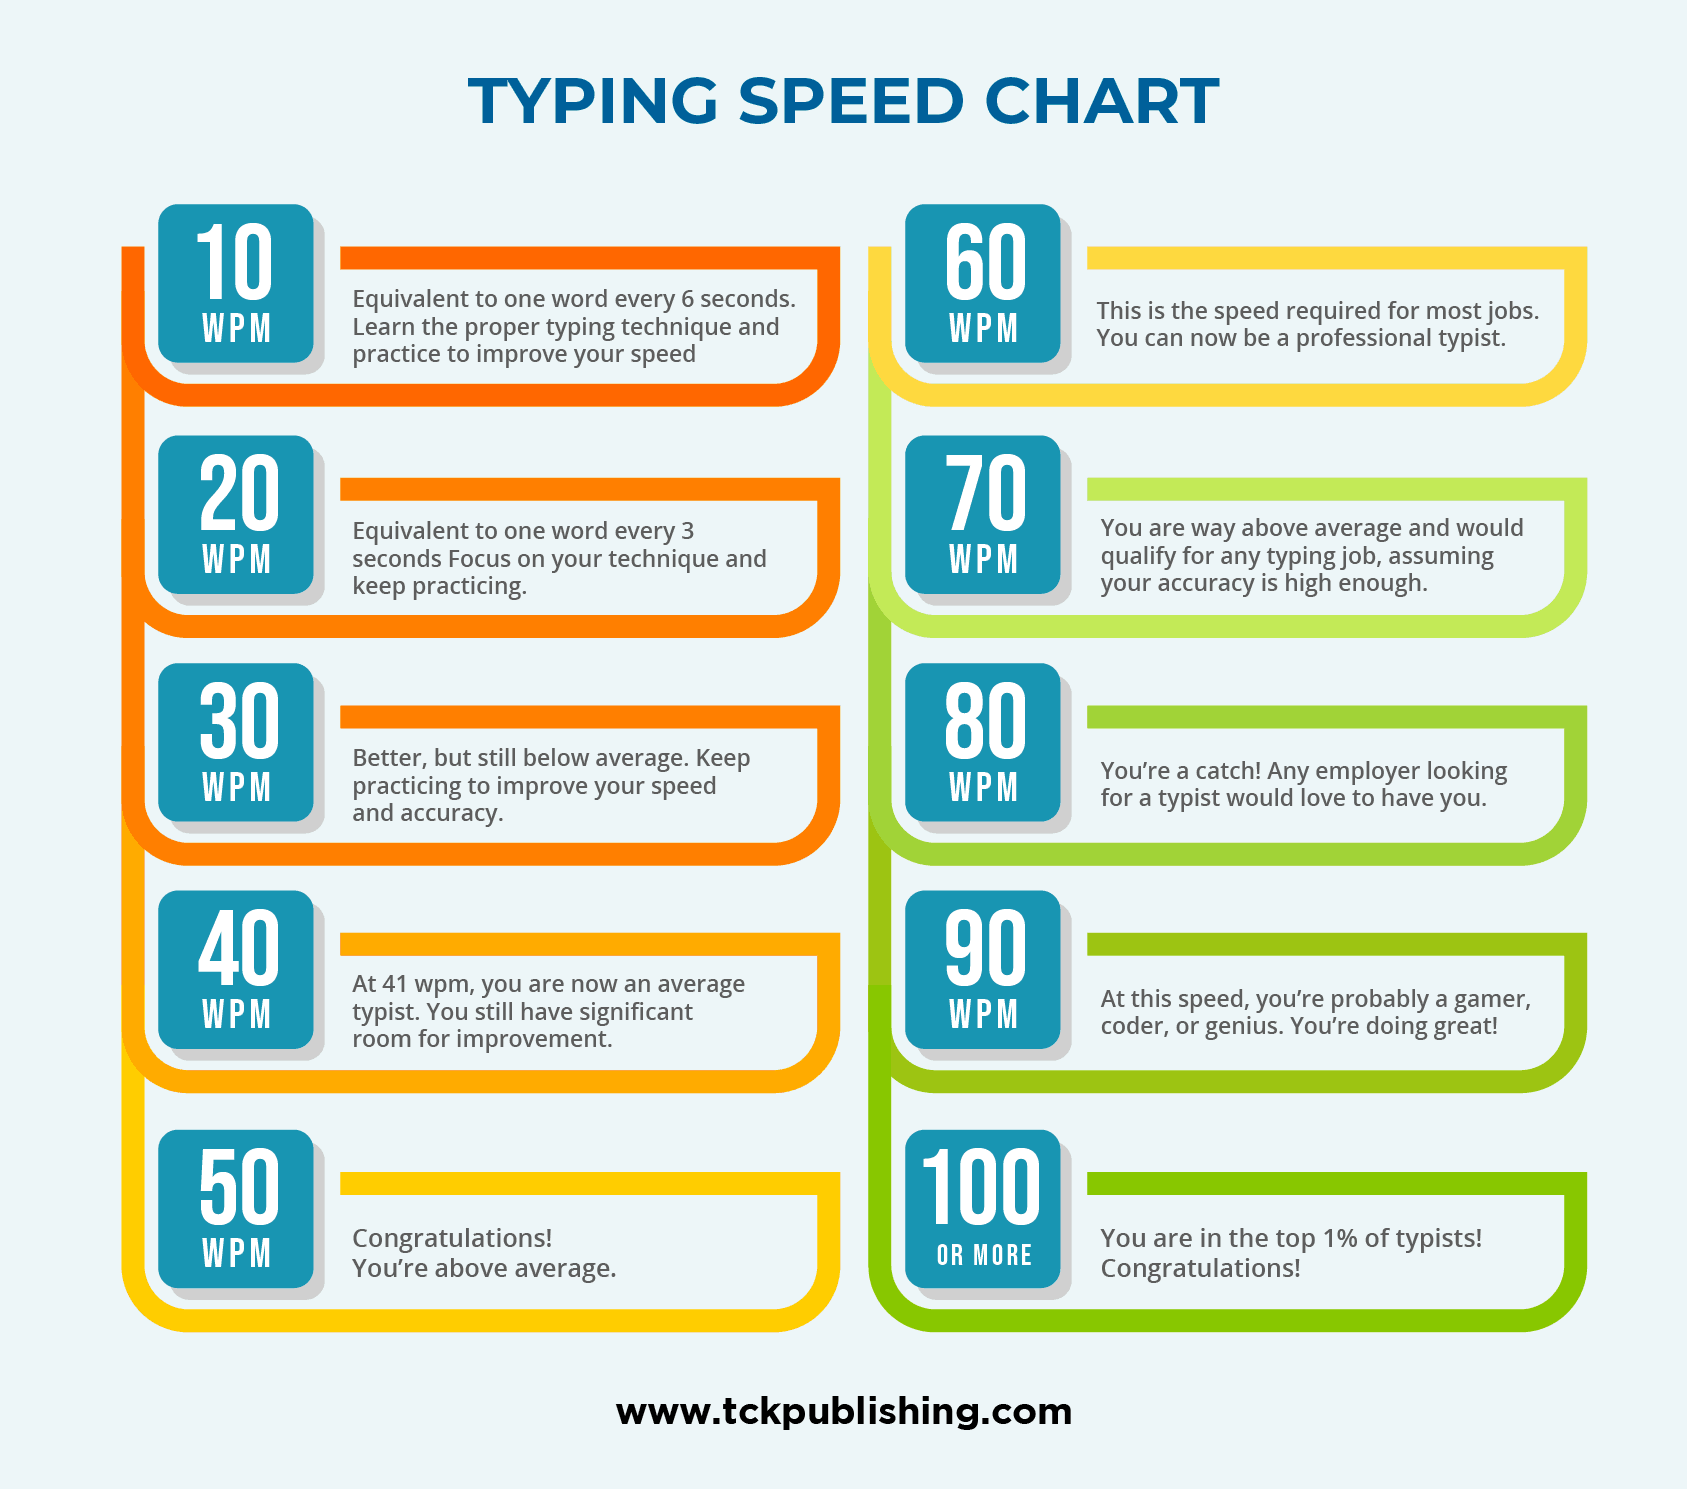 TYPING SPEED CHART
10
WPM
Equivalent to one word every 6 seconds.
Learn the proper typing technique and
practice to improve your speed
20
WPM
Equivalent to one word every 3
seconds Focus on your technique and
keep practicing.
30
WPM
Better, but still below average. Keep
practicing to improve your speed
and accuracy.
40
WPM
At 41 wpm, you are now an average
typist. You still have significant
room for improvement.
50
WPM
Congratulations!
You’re above average.
60
WPM
This is the speed required for most jobs.
You can now be a professional typist.
70
WPM
You are way above average and would
qualify for any typing job, assuming
your accuracy is high enough.
80
WPM
You’re a catch! Any employer looking
for a typist would love to have you.
90
WPM
At this speed, you’re probably a gamer,
coder, or genius. You’re doing great!
100
OR MORE
You are in the top 1% of typists!
Congratulations!
www.tckpublishing.com